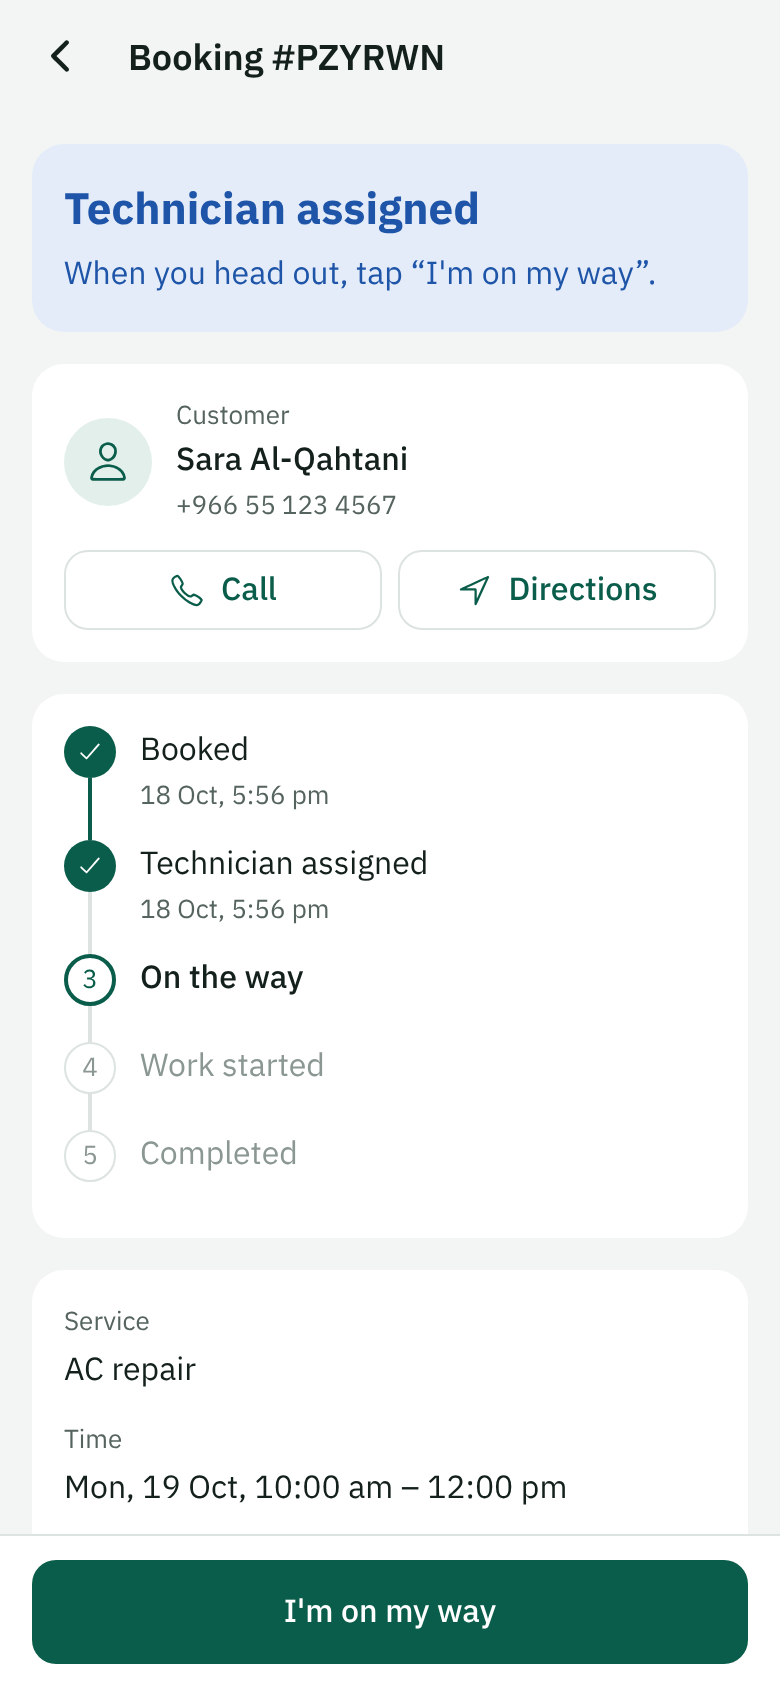 Booking #PZYRWN
Technician assigned
When you head out, tap “I'm on my way”.
Customer
Sara Al-Qahtani
+966 55 123 4567
Call
Directions
Booked
18 Oct, 5:56 pm
Technician assigned
18 Oct, 5:56 pm
3
On the way
4
Work started
5
Completed
Service
AC repair
Time
Mon, 19 Oct, 10:00 am – 12:00 pm
I'm on my way